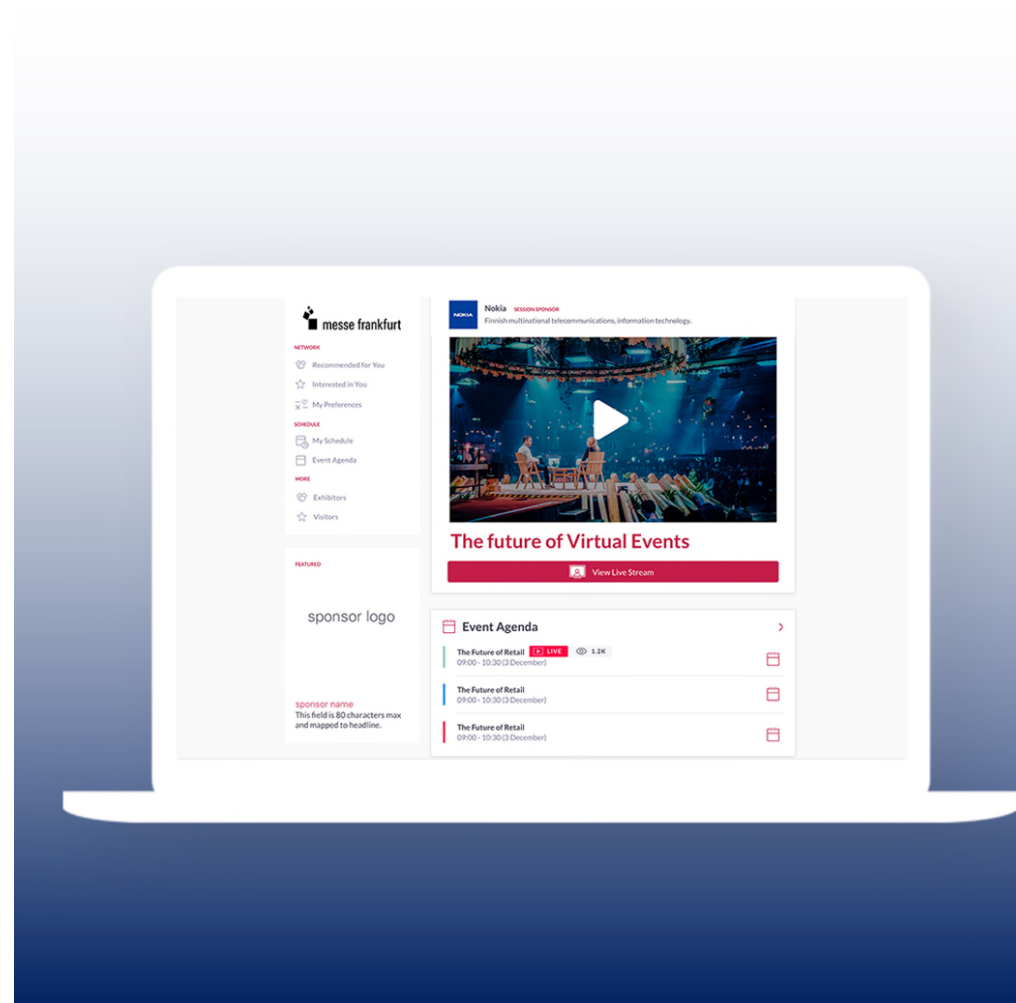 messe frankfurt
NETWORK
Recommended for You
Interested in You
My Preferences
SCHEDULE
My Schedule
Event Agenda
MORE
Exhibitors
Visitors
FEATURED
sponsor logo
sponsor name
This field is 80 characters max
and mapped to headline.
NOKIA
Nokia SESSION SPONSOR
Finnish multinational telecommunications, information technology.
The future of Virtual Events
View Live Stream
Event Agenda
The Future of Retail LIVE 1.2K
09:00 - 10:30 (3 December)
The Future of Retail
09:00 - 10:30 (3 December)
The Future of Retail
09:00 - 10:30 (3 December)